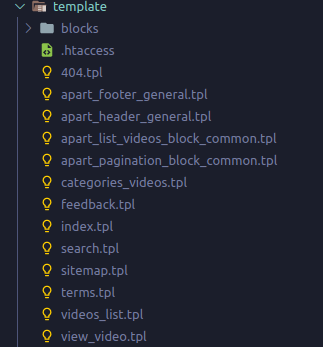 template
blocks
.htaccess
404.tpl
apart_footer_general.tpl
apart_header_general.tpl
apart_list_videos_block_common.tpl
apart_pagination_block_common.tpl
categories_videos.tpl
feedback.tpl
index.tpl
search.tpl
sitemap.tpl
terms.tpl
videos_list.tpl
view_video.tpl